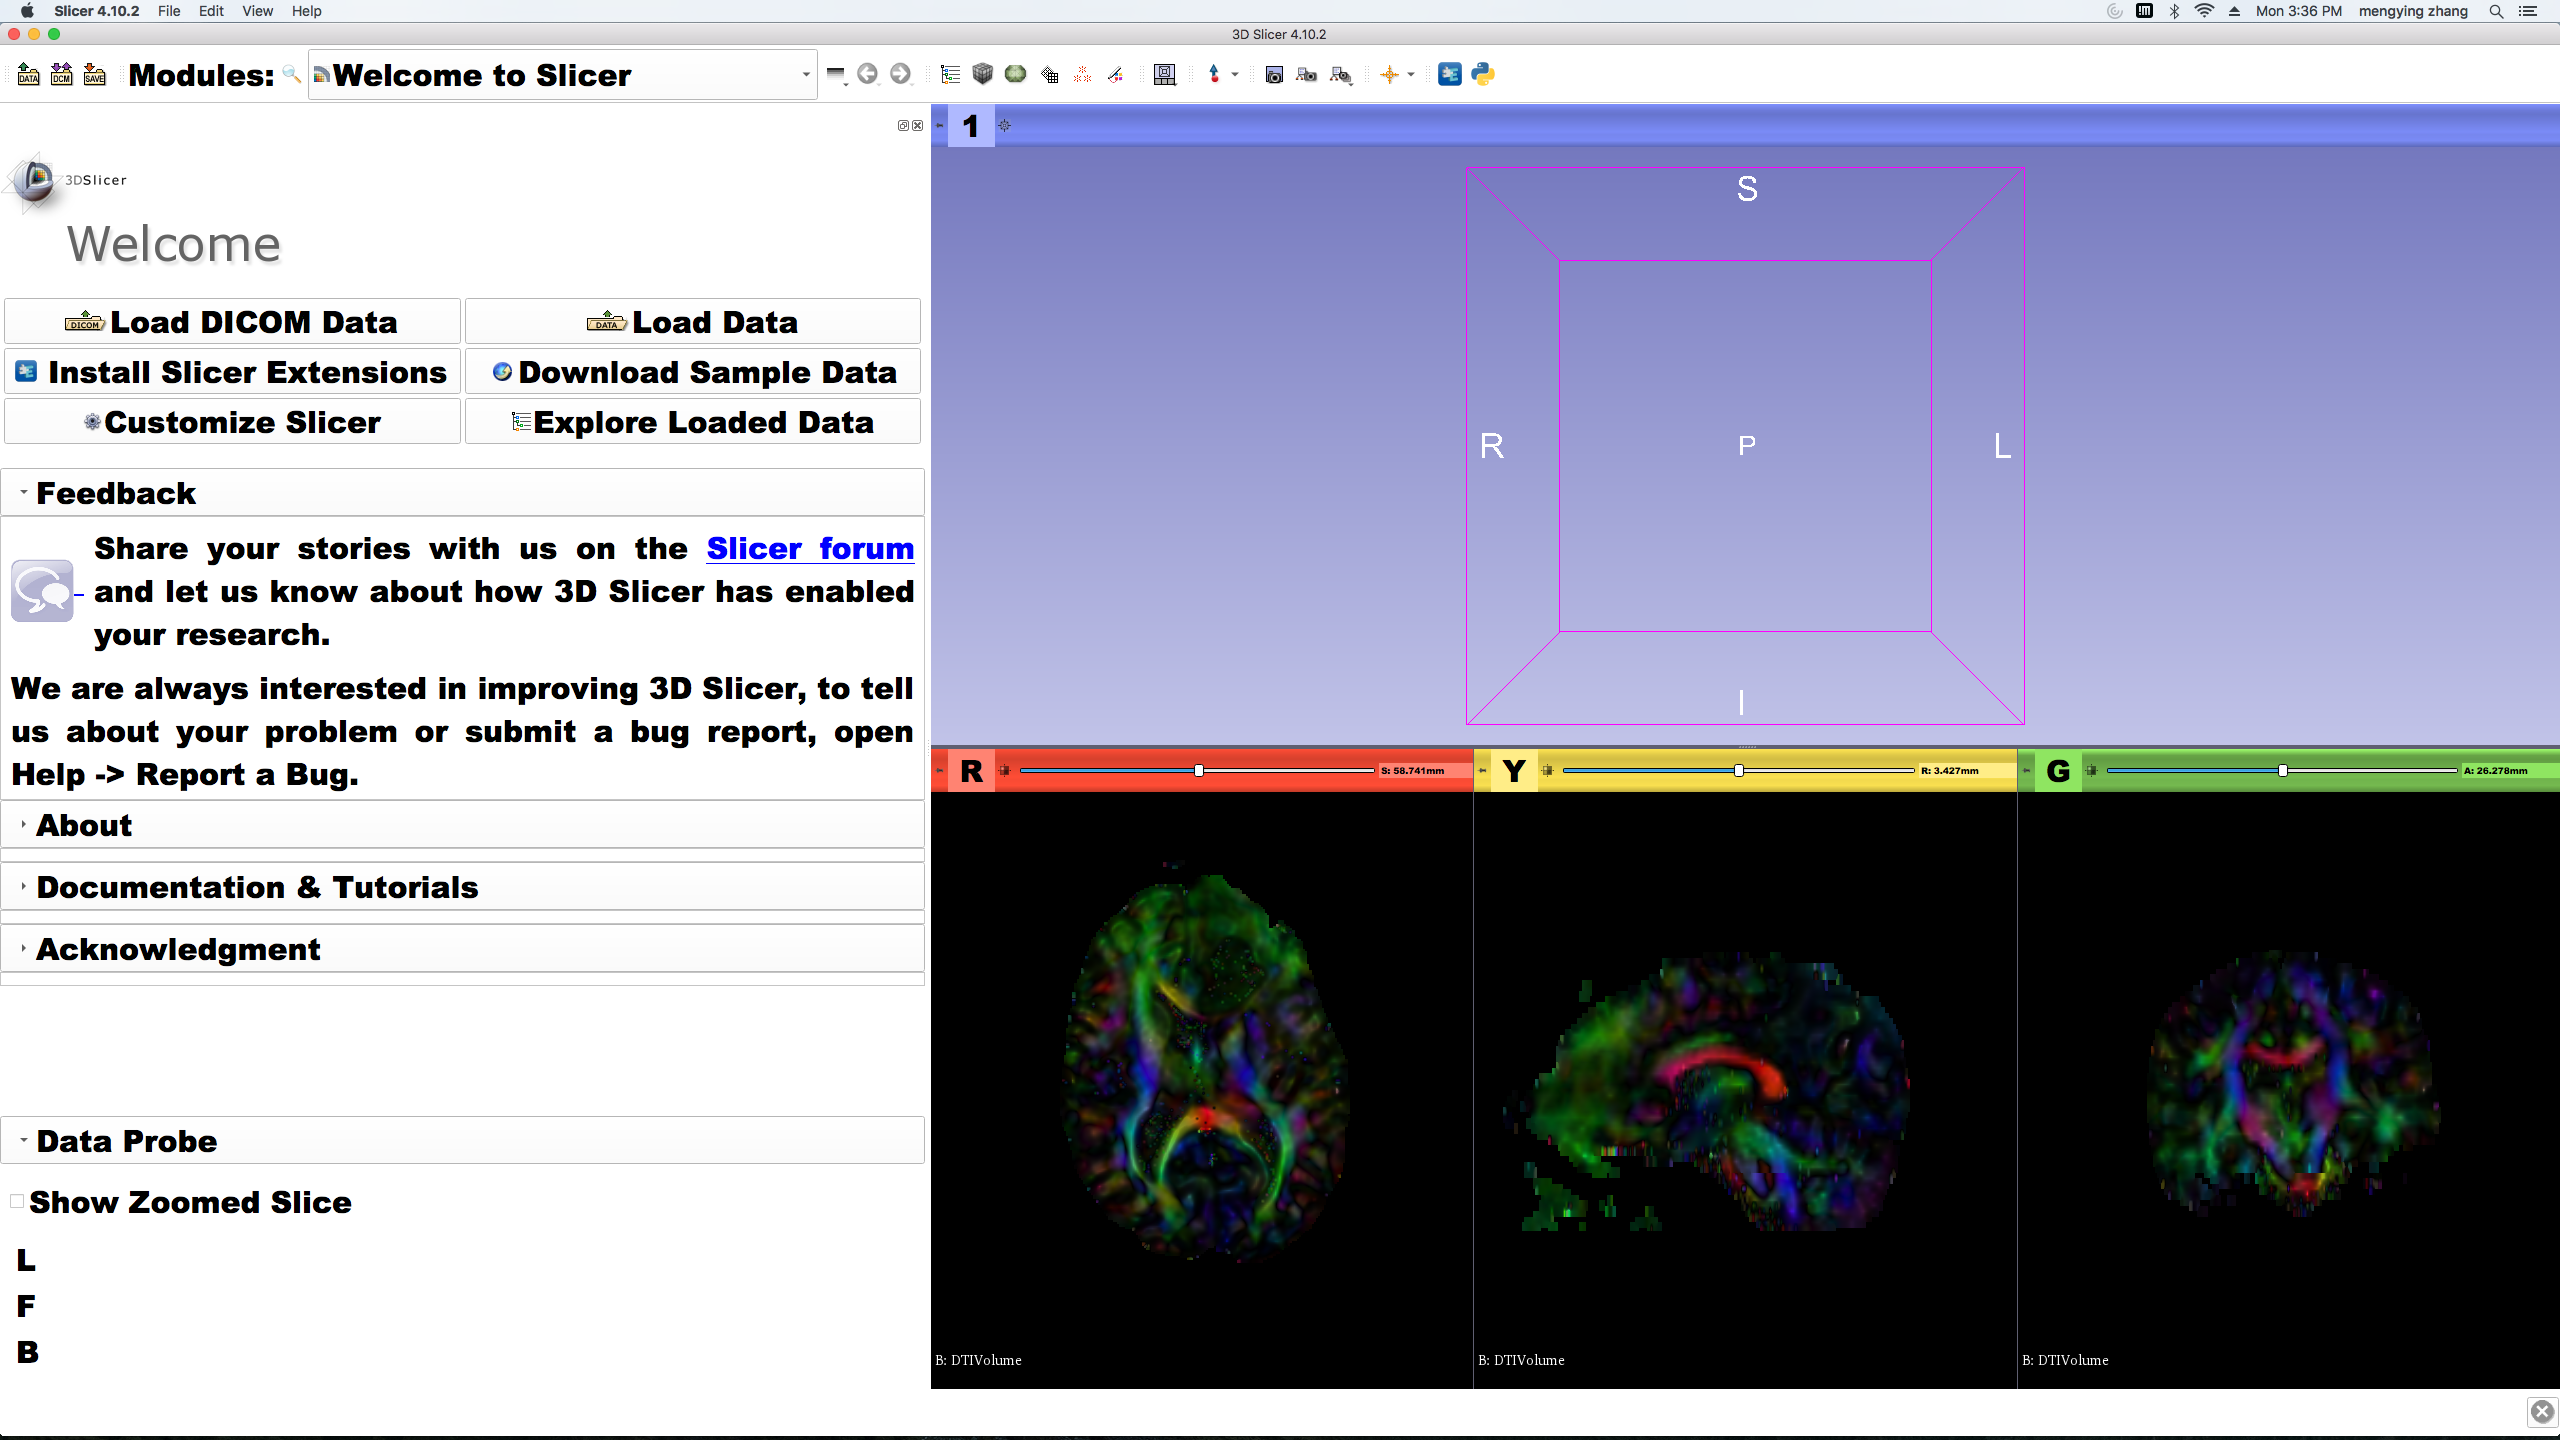 Slicer 4.10.2 File Edit View Help
Mon 3:36 PM mengying zhang
3D Slicer 4.10.2
DATA DCM SAVE Modules: Welcome to Slicer
1
3DSlicer
Welcome
DICOM Load DICOM Data
DATA Load Data
Install Slicer Extensions
Download Sample Data
Customize Slicer
Explore Loaded Data
Feedback
Share your stories with us on the Slicer forum
and let us know about how 3D Slicer has enabled
your research.
We are always interested in improving 3D Slicer, to tell
us about your problem or submit a bug report, open
Help -> Report a Bug.
About
Documentation & Tutorials
Acknowledgment
Data Probe
Show Zoomed Slice
L
F
B
S
R P L
I
R S: 58.741mm
Y R: 3.427mm
G A: 26.278mm
B: DTIVolume
B: DTIVolume
B: DTIVolume